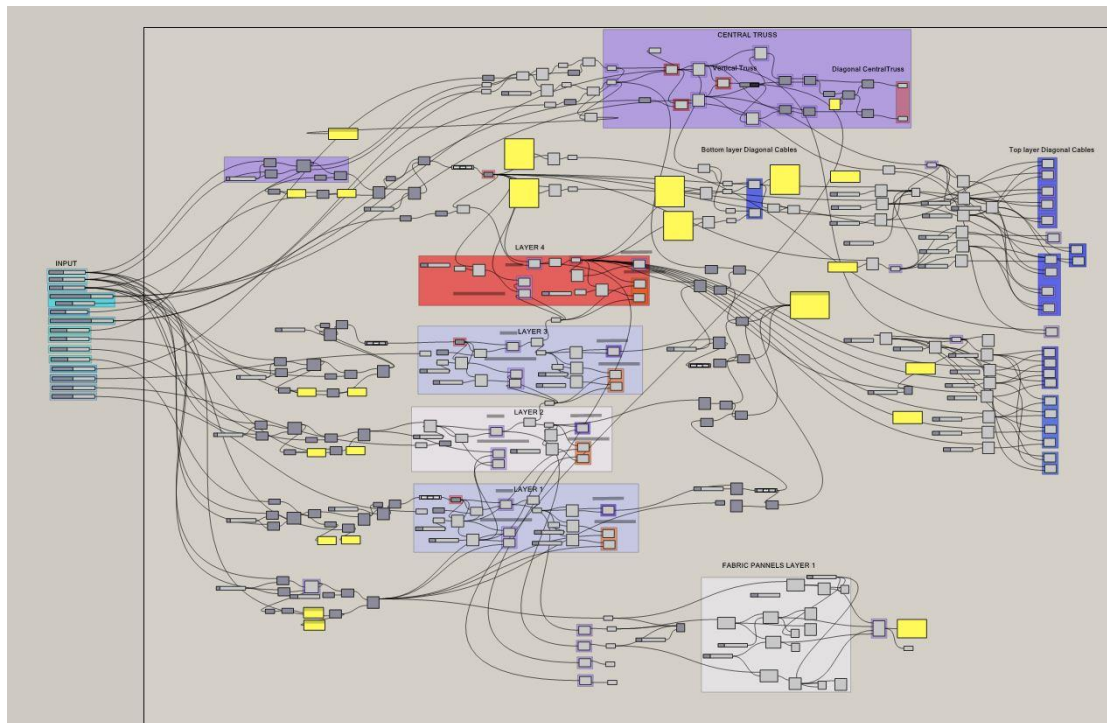 CENTRAL TRUSS
Vertical Truss
Diagonal CentralTruss
Bottom layer Diagonal Cables
Top layer Diagonal Cables
LAYER 4
INPUT
LAYER 3
LAYER 2
LAYER 1
FABRIC PANNELS LAYER 1